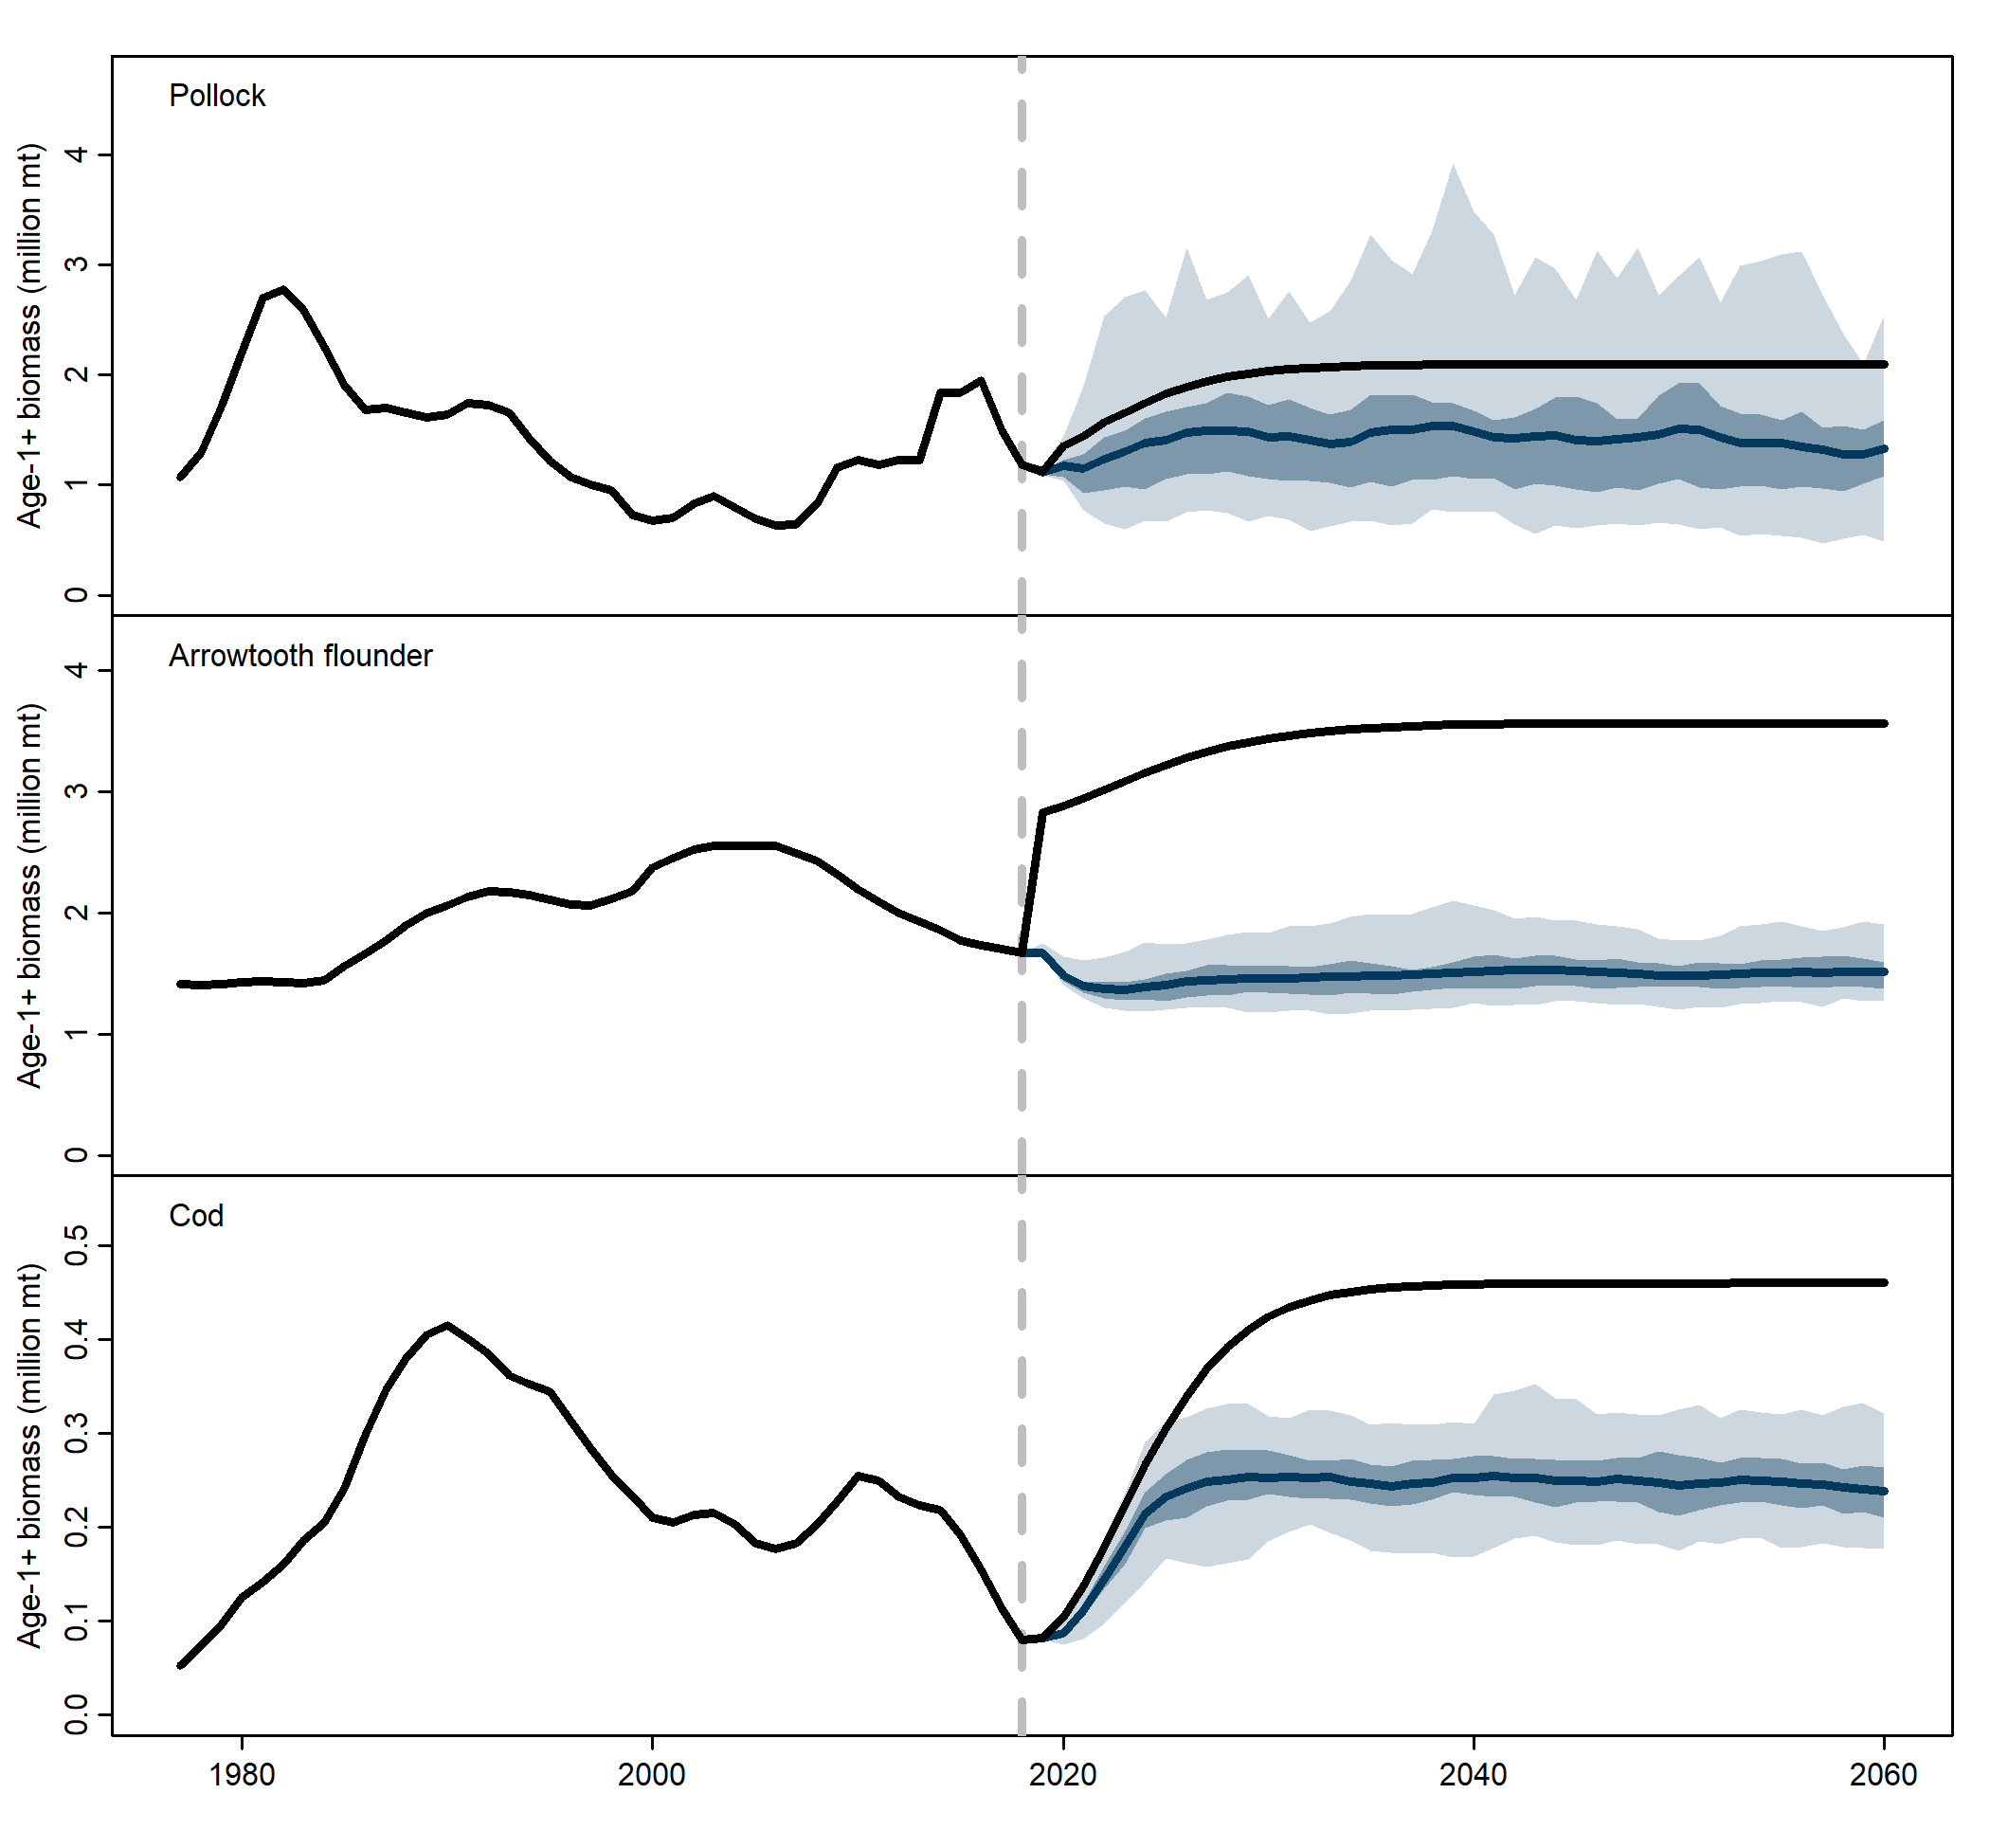 Pollock
Age-1+ biomass (million mt)
4
3
2
1
0
Arrowtooth flounder
Age-1+ biomass (million mt)
4
3
2
1
0
Cod
Age-1+ biomass (million mt)
0.5
0.4
0.3
0.2
0.1
0.0
1980 2000 2020 2040 2060